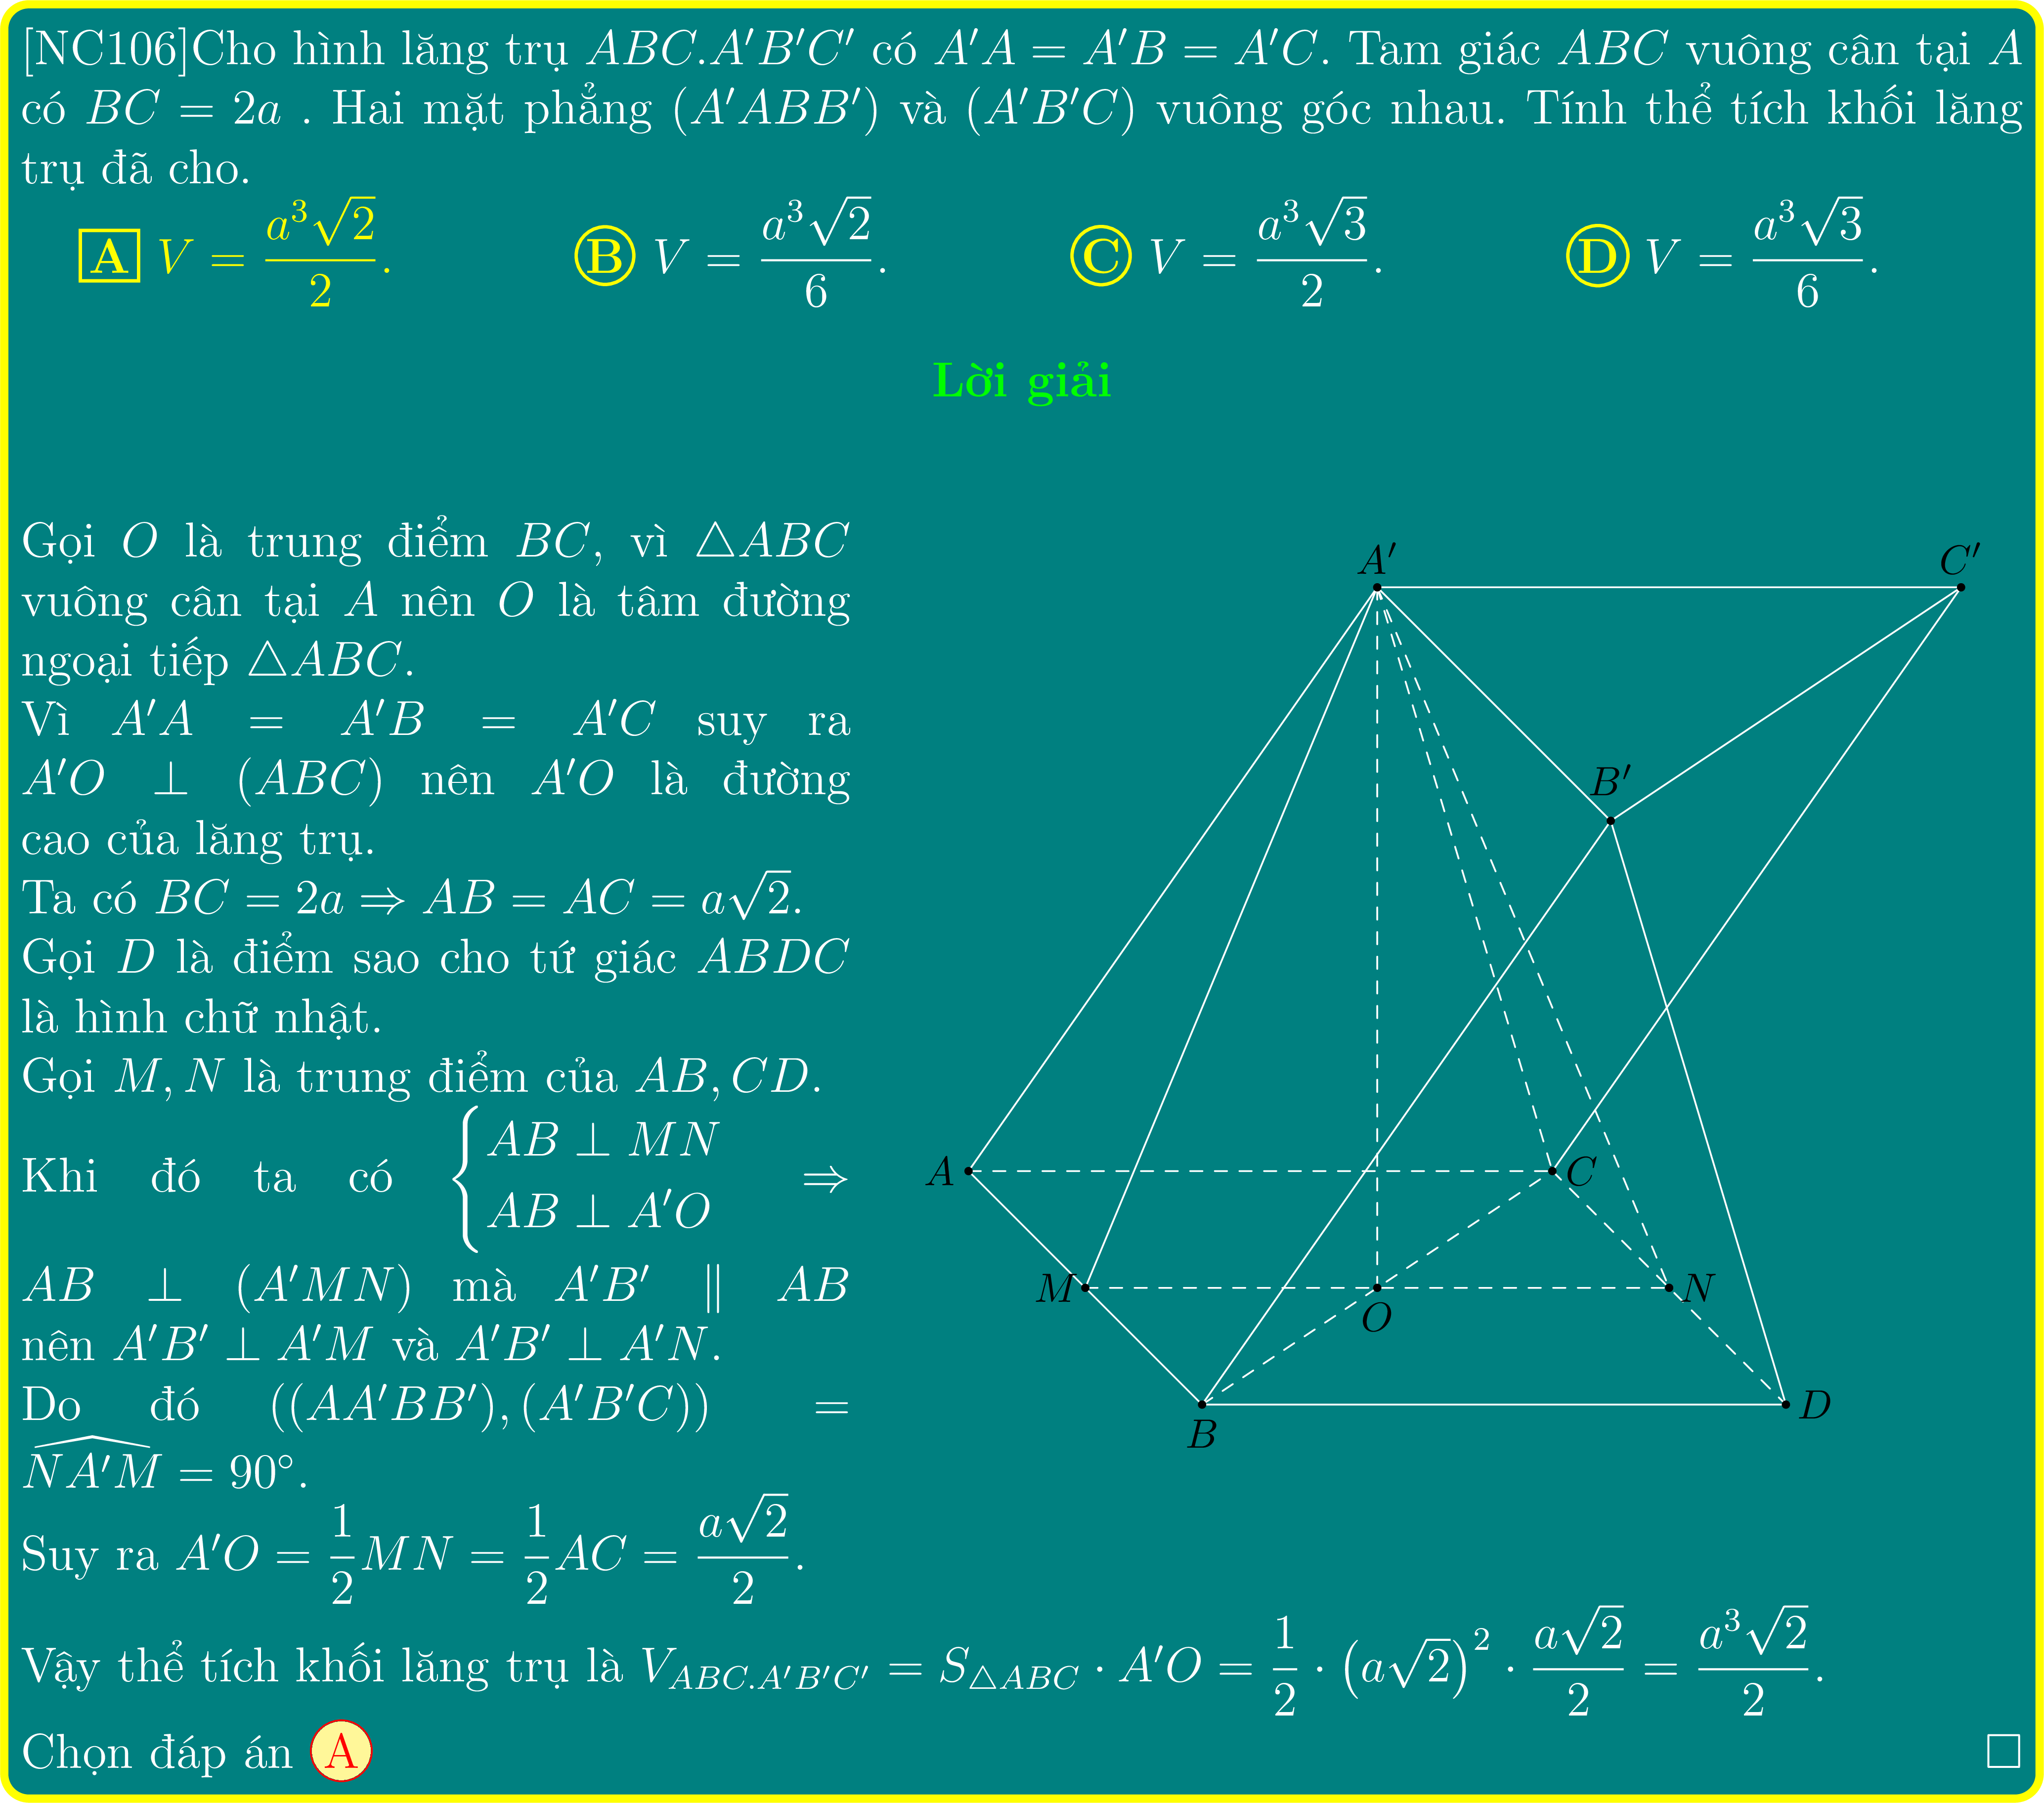 [NC106]Cho hình lăng trụ $ABC.A'B'C'$ có $A'A = A'B = A'C$. Tam giác $ABC$ vuông cân tại $A$
có $BC = 2a$ . Hai mặt phẳng $(A'ABB')$ và $(A'B'C)$ vuông góc nhau. Tính thể tích khối lăng
trụ đã cho.
A $V = \frac{a^3\sqrt{2}}{2}$. B $V = \frac{a^3\sqrt{2}}{6}$. C $V = \frac{a^3\sqrt{3}}{2}$. D $V = \frac{a^3\sqrt{3}}{6}$.
Lời giải
Gọi $O$ là trung điểm $BC$, vì $\triangle ABC$
vuông cân tại $A$ nên $O$ là tâm đường
ngoại tiếp $\triangle ABC$.
Vì $A'A = A'B = A'C$ suy ra
$A'O \perp (ABC)$ nên $A'O$ là đường
cao của lăng trụ.
Ta có $BC = 2a \Rightarrow AB = AC = a\sqrt{2}$.
Gọi $D$ là điểm sao cho tứ giác $ABDC$
là hình chữ nhật.
Gọi $M, N$ là trung điểm của $AB, CD$.
Khi đó ta có $\begin{cases} AB \perp MN \\ AB \perp A'O \end{cases} \Rightarrow$
$AB \perp (A'MN)$ mà $A'B' \parallel AB$
nên $A'B' \perp A'M$ và $A'B' \perp A'N$.
Do đó $((AA'BB'), (A'B'C)) =$
$\widehat{NA'M} = 90^\circ$.
Suy ra $A'O = \frac{1}{2}MN = \frac{1}{2}AC = \frac{a\sqrt{2}}{2}$.
A'
C'
B'
A
C
M
O
N
B
D
Vậy thể tích khối lăng trụ là $V_{ABC.A'B'C'} = S_{\triangle ABC} \cdot A'O = \frac{1}{2} \cdot (a\sqrt{2})^2 \cdot \frac{a\sqrt{2}}{2} = \frac{a^3\sqrt{2}}{2}$.
Chọn đáp án A □